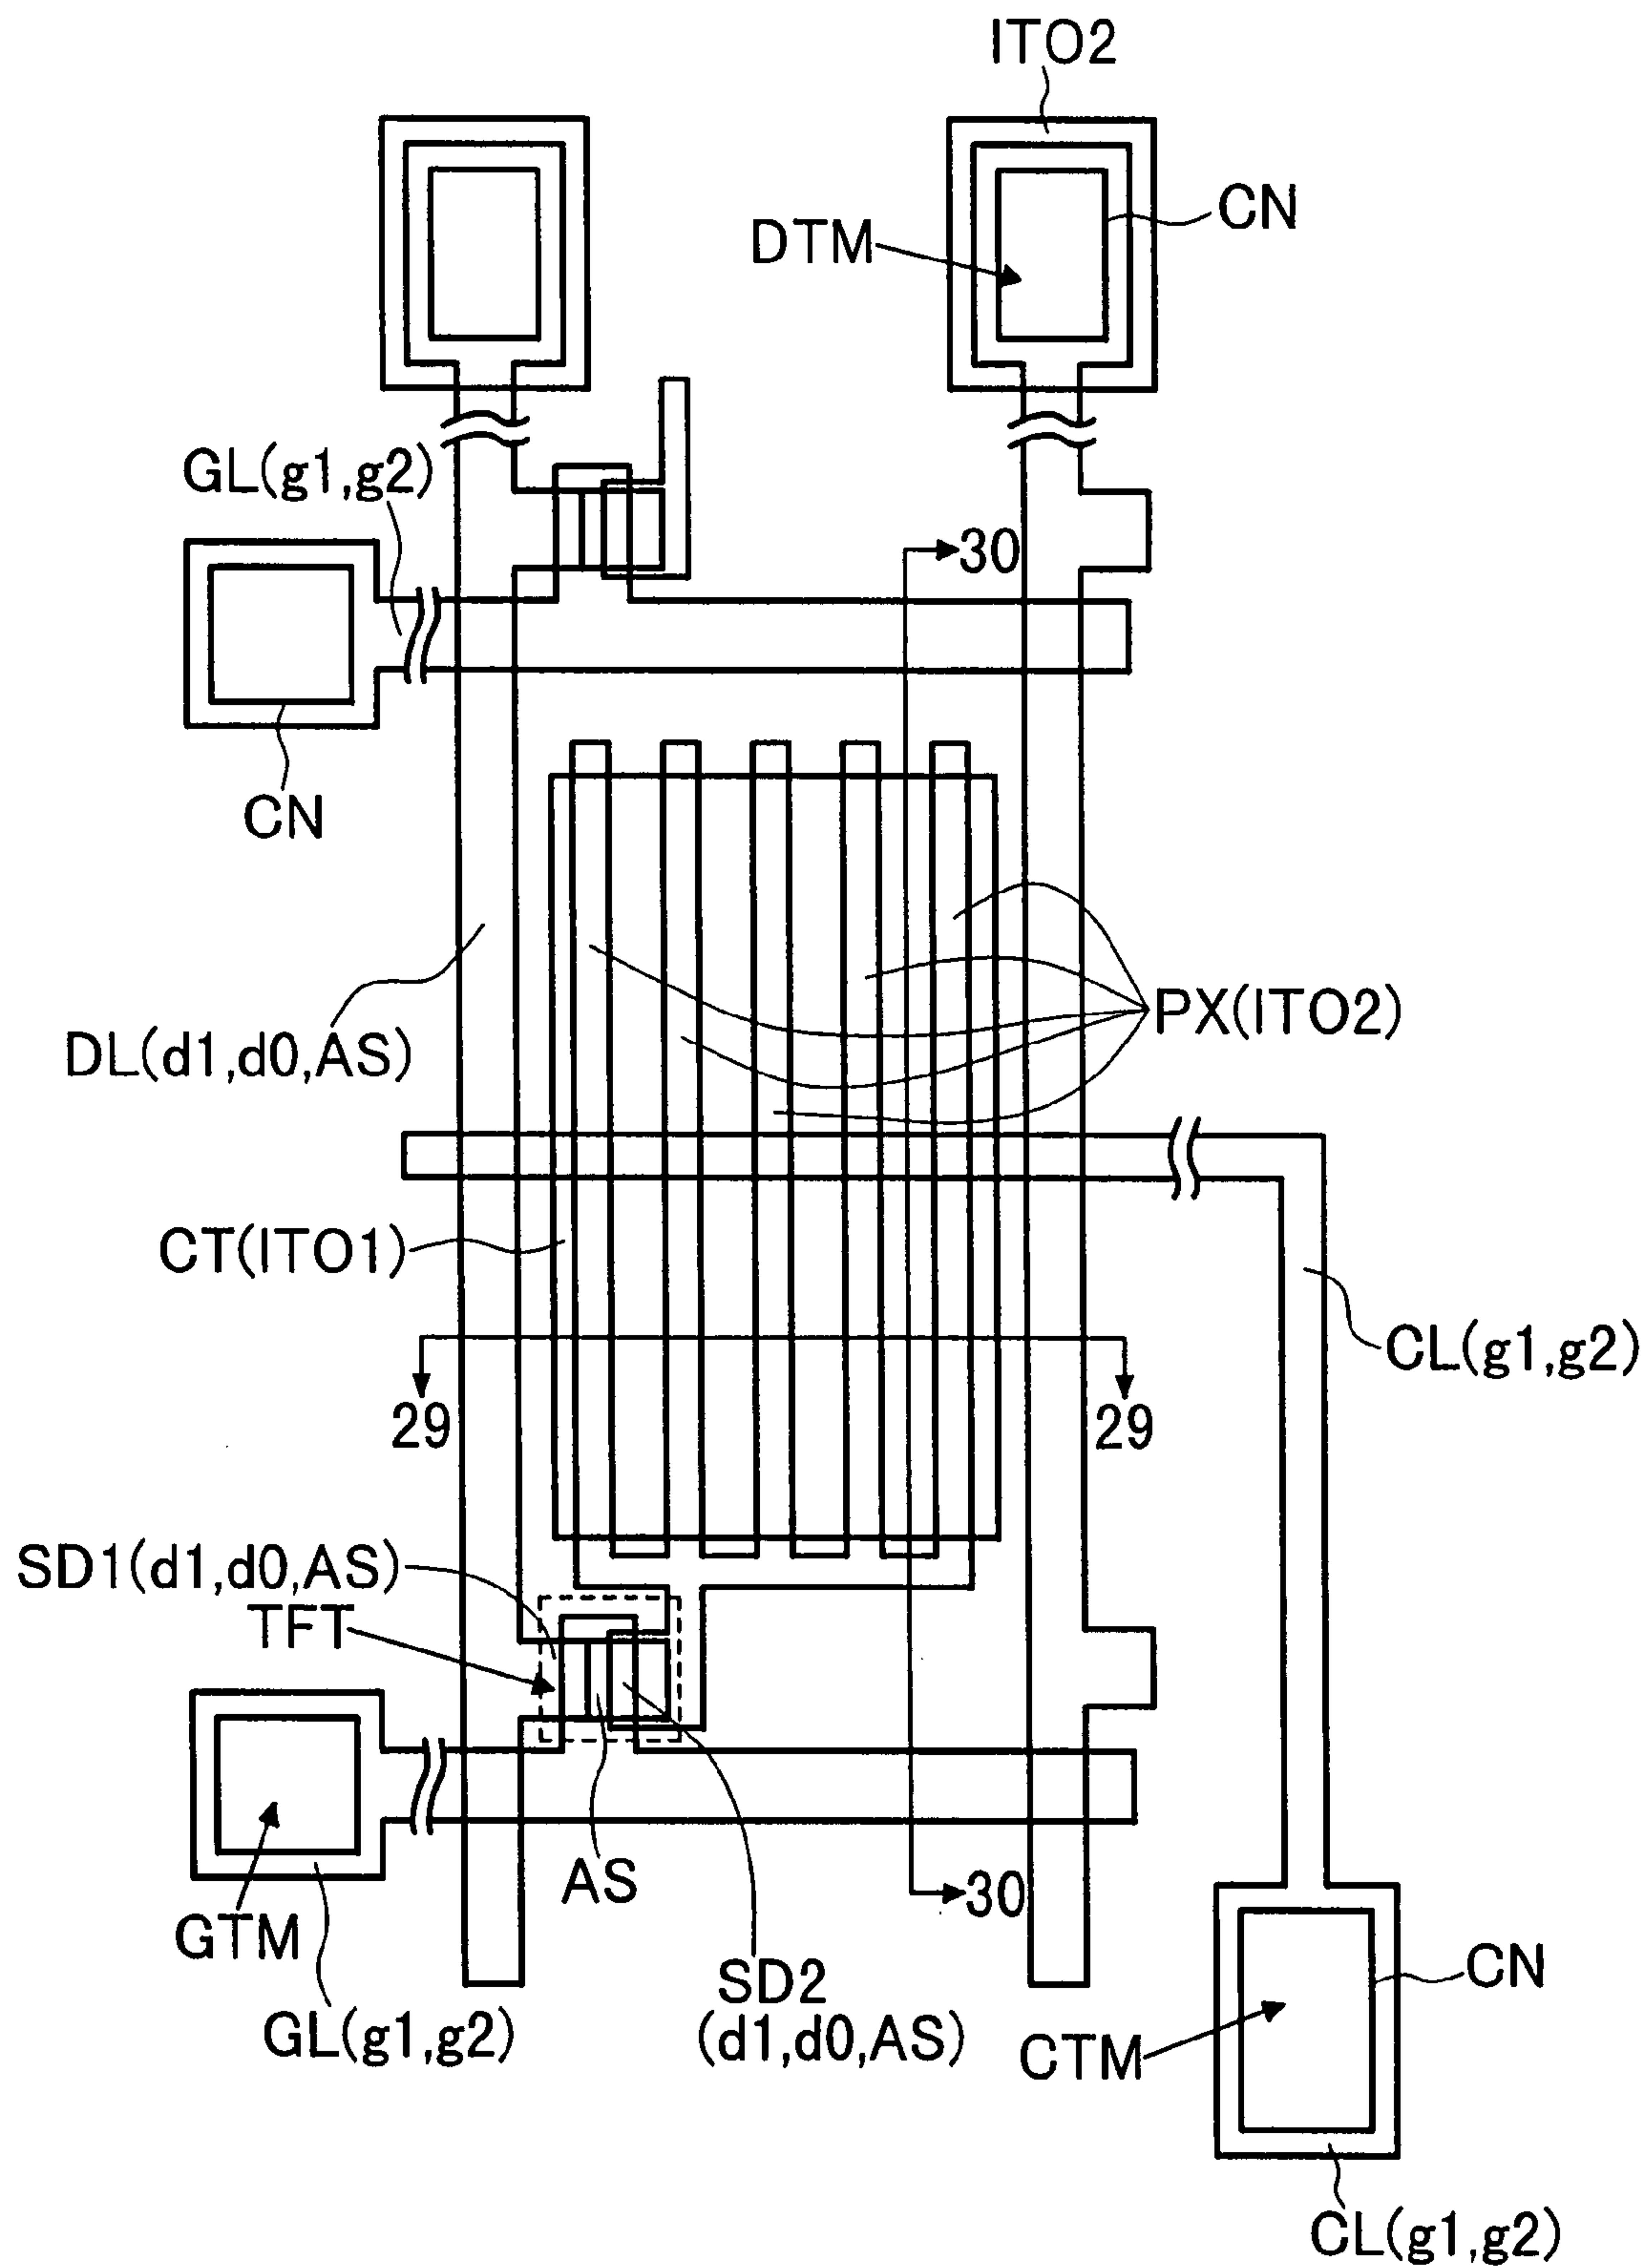 ITO2
CN
DTM
GL(g1,g2)
30
CN
PX(ITO2)
DL(d1,d0,AS)
CT(ITO1)
CL(g1,g2)
29
29
SD1(d1,d0,AS)
TFT
AS
30
GTM
SD2
(d1,d0,AS)
CN
GL(g1,g2)
CTM
CL(g1,g2)